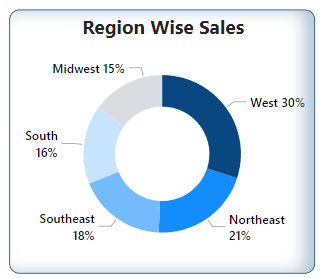 Region Wise Sales
Midwest 15%
West 30%
South
16%
Southeast
18%
Northeast
21%